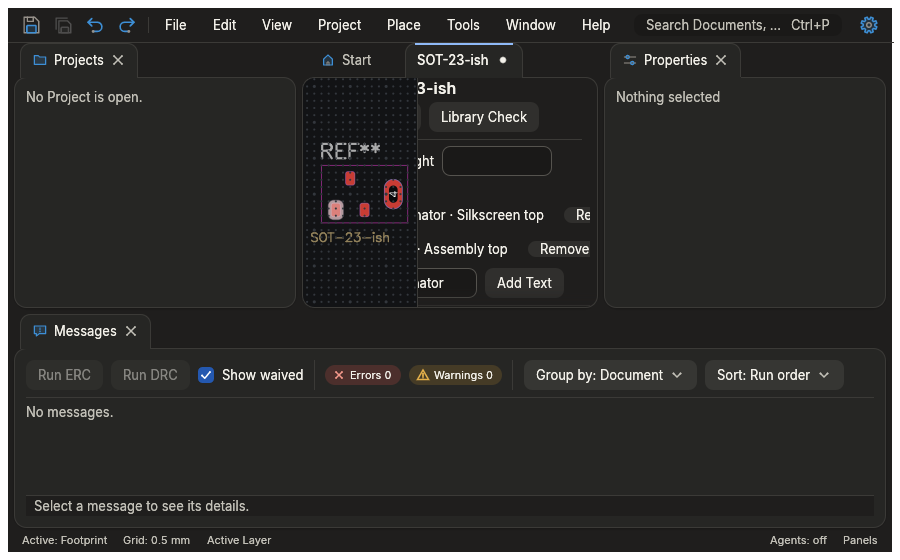 File Edit View Project Place Tools Window Help Search Documents, ... Ctrl+P
Projects
Start
SOT-23-ish
Properties
No Project is open.
3-ish
Library Check
ght
REF**
4
SOT-23-ish
nator · Silkscreen top Re
· Assembly top Remove
nator Add Text
Nothing selected
Messages
Run ERC Run DRC Show waived Errors 0 Warnings 0 Group by: Document Sort: Run order
No messages.
Select a message to see its details.
Active: Footprint Grid: 0.5 mm Active Layer Agents: off Panels